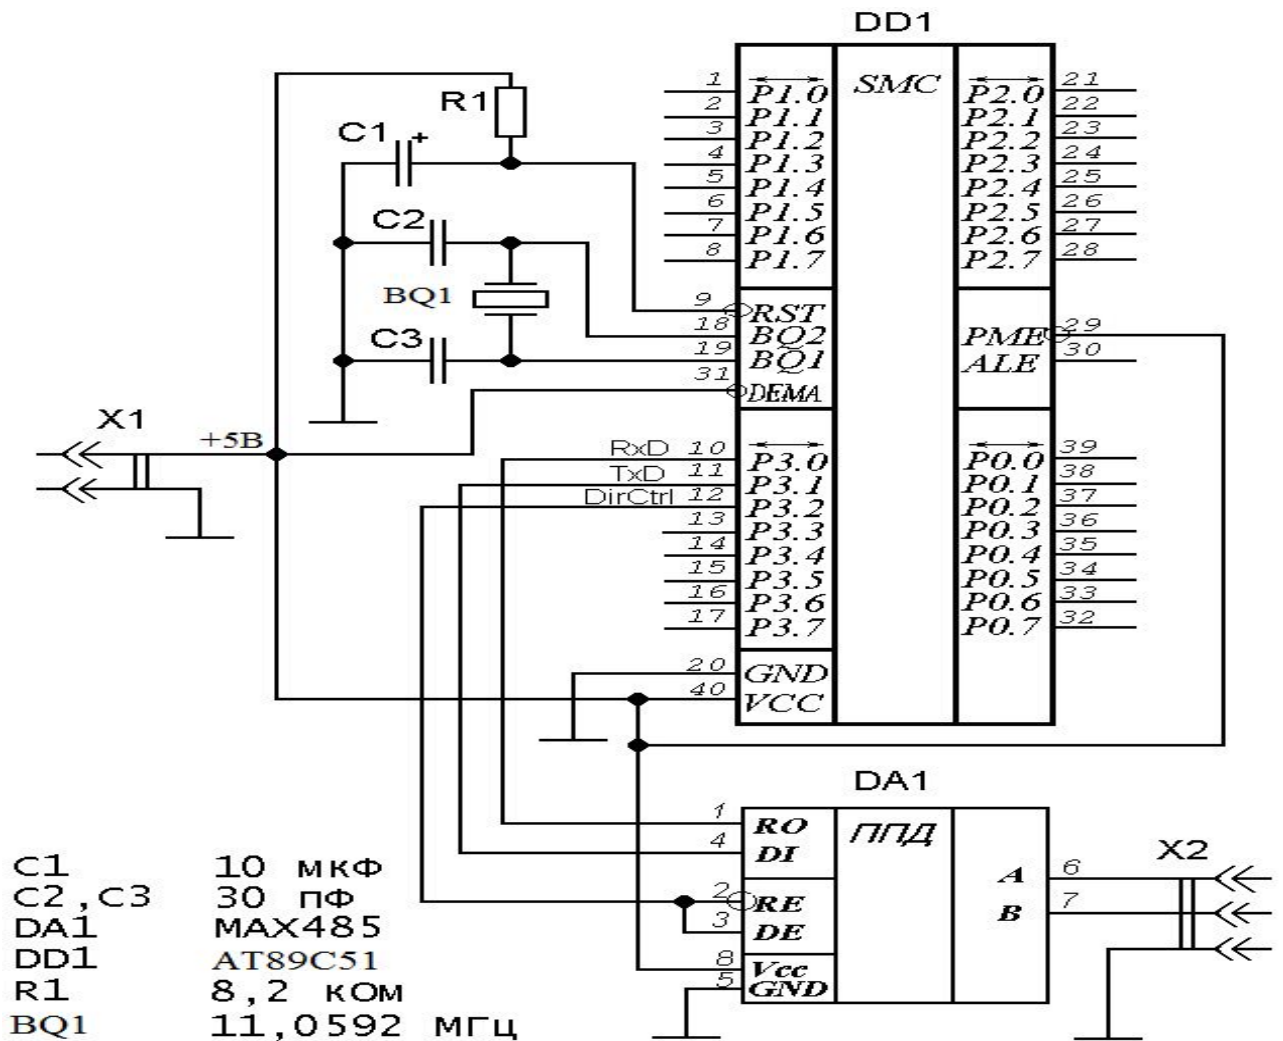 DD1
SMC
R1
C1
+
C2
BQ1
C3
X1
+5В
1 P1.0
2 P1.1
3 P1.2
4 P1.3
5 P1.4
6 P1.5
7 P1.6
8 P1.7
9 RST
18 BQ2
19 BQ1
31 DEMA
RxD 10 P3.0
TxD 11 P3.1
DirCtrl 12 P3.2
13 P3.3
14 P3.4
15 P3.5
16 P3.6
17 P3.7
20 GND
40 VCC
P2.0 21
P2.1 22
P2.2 23
P2.3 24
P2.4 25
P2.5 26
P2.6 27
P2.7 28
PME 29
ALE 30
P0.0 39
P0.1 38
P0.2 37
P0.3 36
P0.4 35
P0.5 34
P0.6 33
P0.7 32
DA1
ППД
1 RO
4 DI
2 RE
3 DE
8 Vcc
5 GND
A 6
B 7
X2
C1 10 мкФ
C2,C3 30 пФ
DA1 MAX485
DD1 AT89C51
R1 8,2 кОм
BQ1 11,0592 МГц